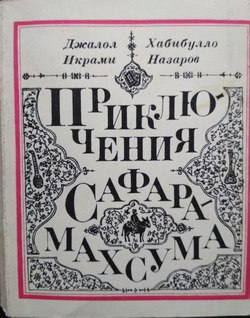 Джалол Хабибулло
Икрами Назаров
ПРИКЛЮ-
ЧЕНИЯ
САФАРА-
МАХСУМА